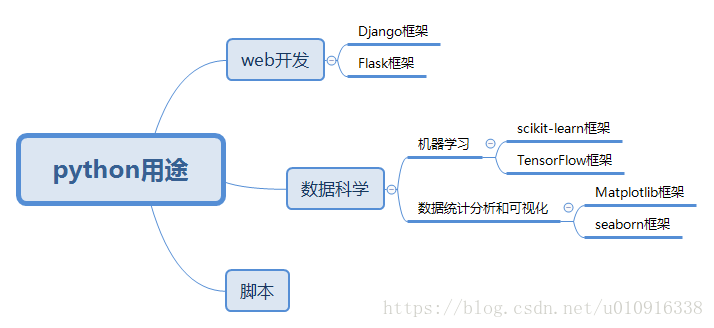 python用途
web开发
Django框架
Flask框架
数据科学
机器学习
scikit-learn框架
TensorFlow框架
数据统计分析和可视化
Matplotlib框架
seaborn框架
脚本
https://blog.csdn.net/u010916338